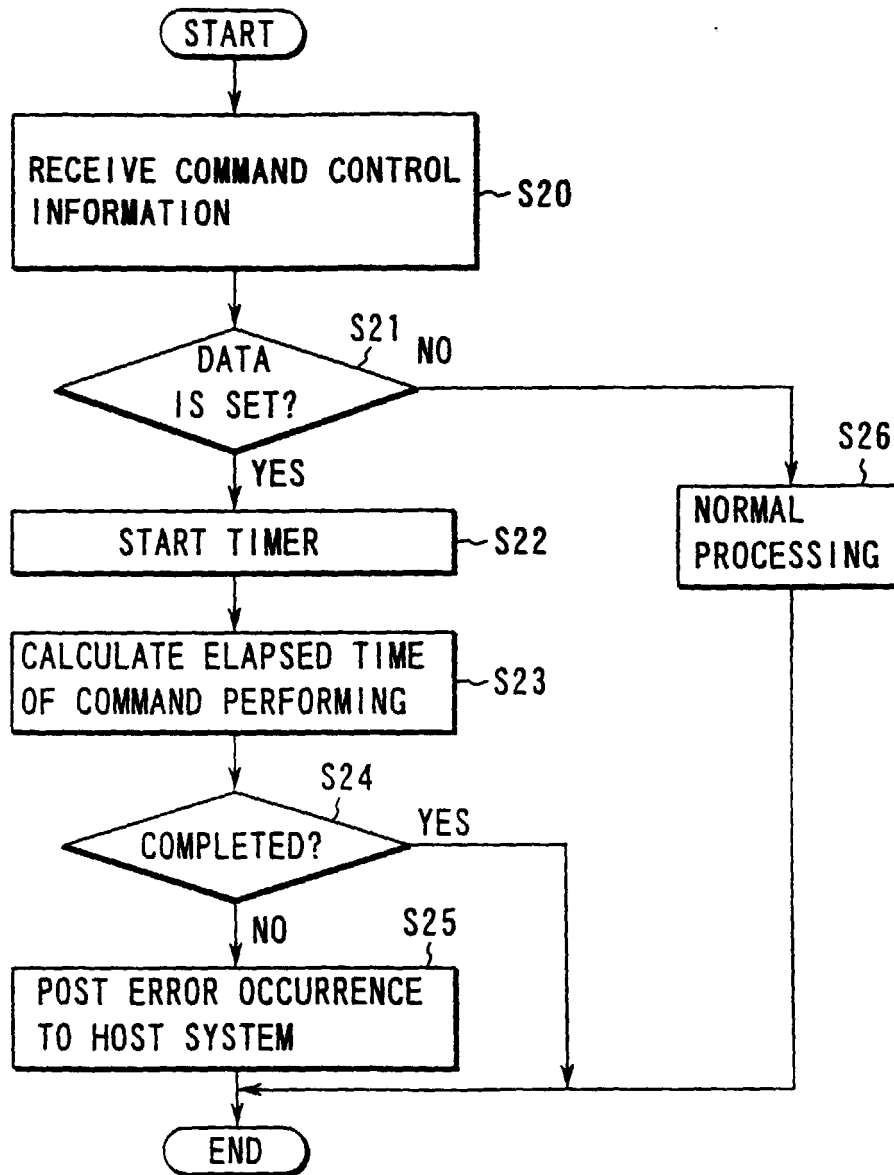 START
RECEIVE COMMAND CONTROL
INFORMATION
S20
S21
DATA
IS SET?
NO
YES
S26
NORMAL
PROCESSING
START TIMER
S22
CALCULATE ELAPSED TIME
OF COMMAND PERFORMING
S23
S24
COMPLETED?
YES
NO
S25
POST ERROR OCCURRENCE
TO HOST SYSTEM
END